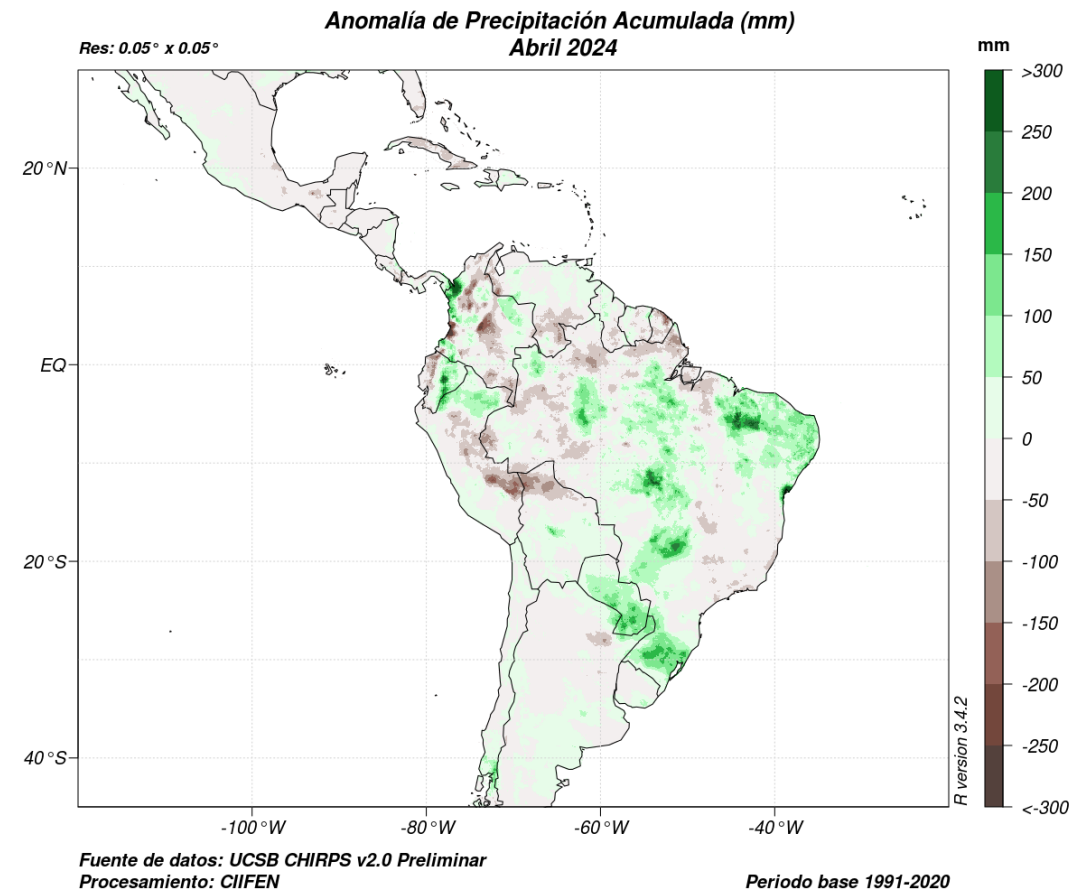 Anomalía de Precipitación Acumulada (mm)
Abril 2024
Res: 0.05° x 0.05°
mm
>300
250
200
150
100
50
0
-50
-100
-150
-200
-250
<-300
20°N
EQ
20°S
40°S
-100°W
-80°W
-60°W
-40°W
R version 3.4.2
Fuente de datos: UCSB CHIRPS v2.0 Preliminar
Procesamiento: CIIFEN
Periodo base 1991-2020